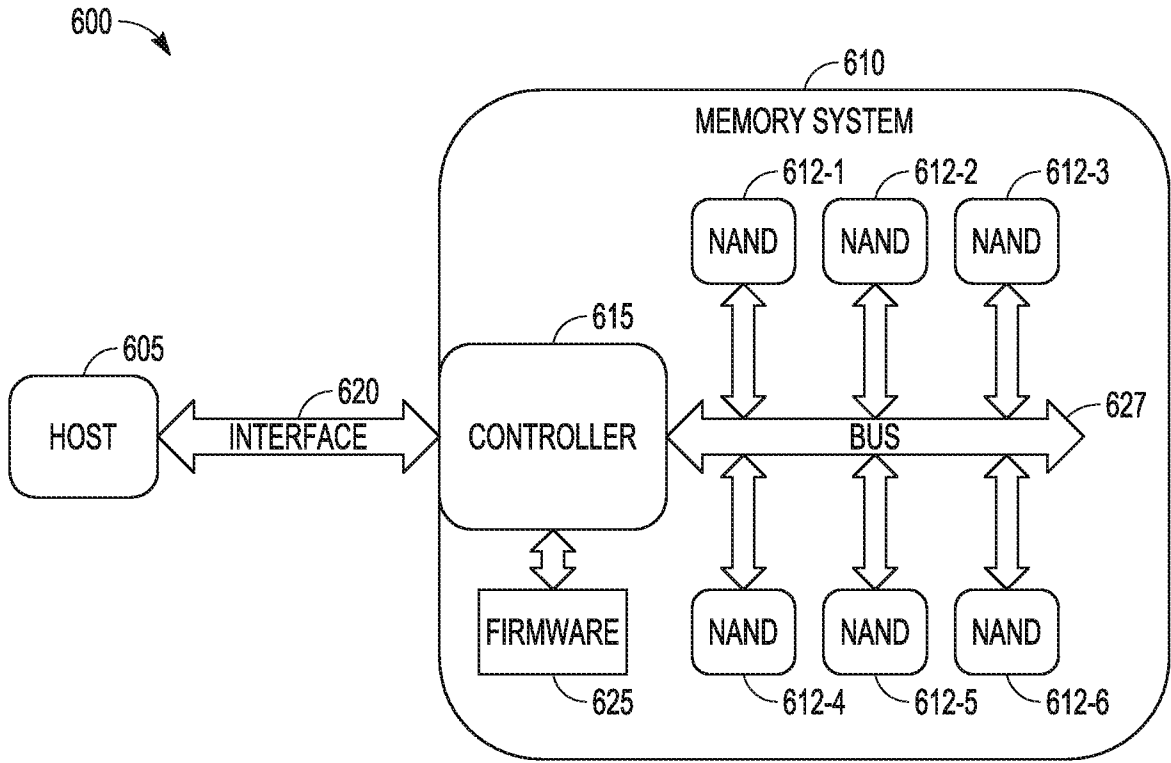 600
610
MEMORY SYSTEM
612-1 612-2 612-3
NAND NAND NAND
615
605
620
627
HOST INTERFACE CONTROLLER BUS
FIRMWARE NAND NAND NAND
625 612-4 612-5 612-6